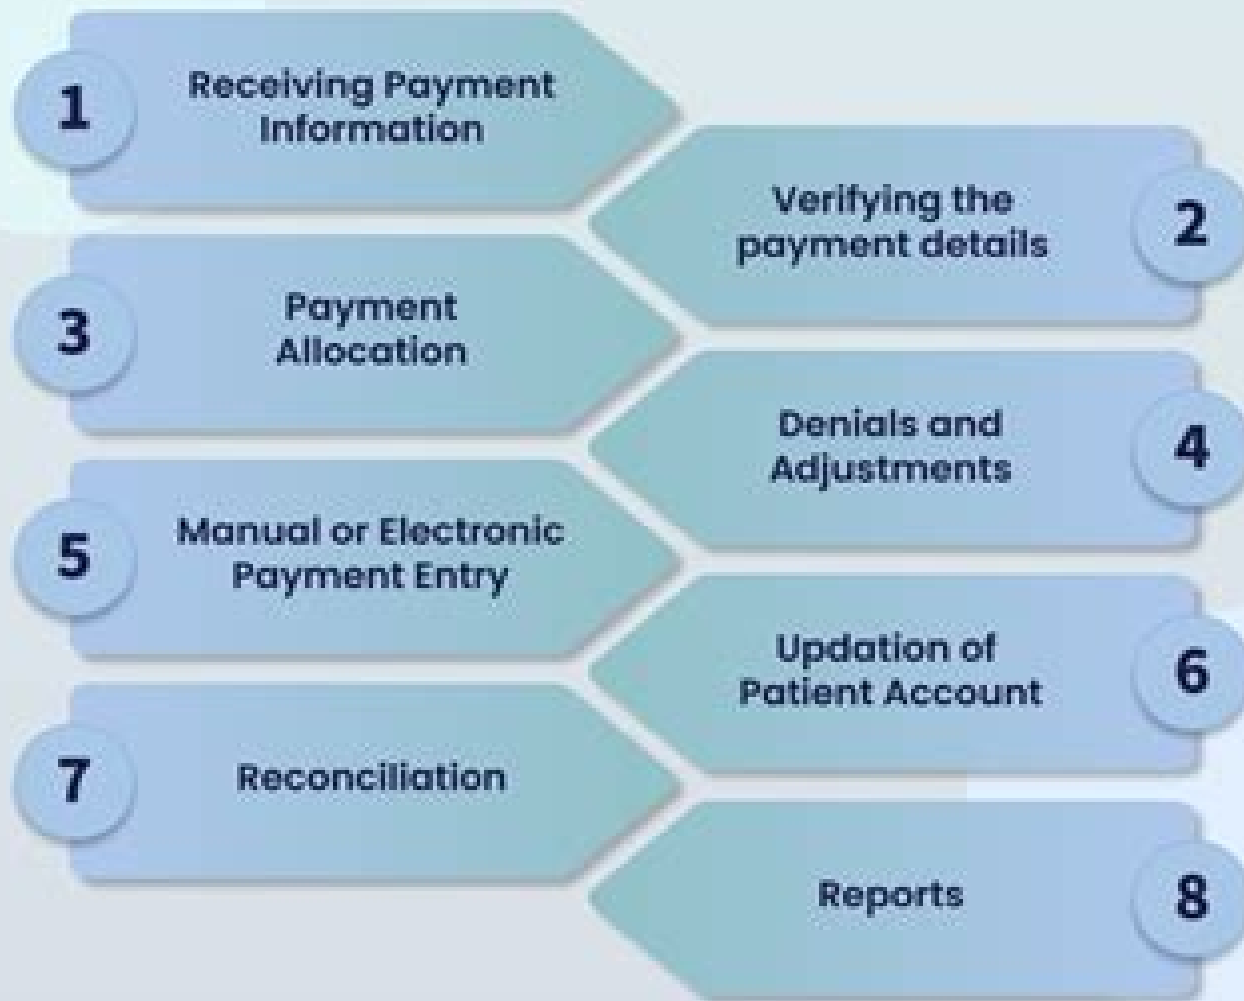 1
Receiving Payment
Information
2
Verifying the
payment details
3
Payment
Allocation
4
Denials and
Adjustments
5
Manual or Electronic
Payment Entry
6
Updation of
Patient Account
7
Reconciliation
8
Reports